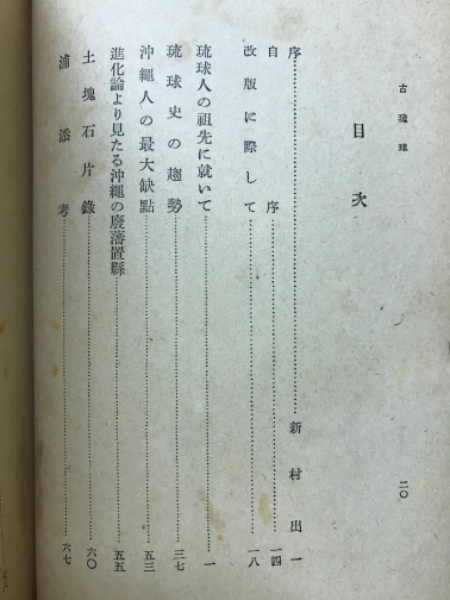 古琉球
二〇
目次
序……新村出 一
自序……一四
改版に際して……一八
琉球人の祖先に就いて……一
琉球史の趨勢……三七
沖縄人の最大缺點……五三
進化論より見たる沖縄の廢藩置縣……五五
土塊石片錄……六〇
浦添考……六七